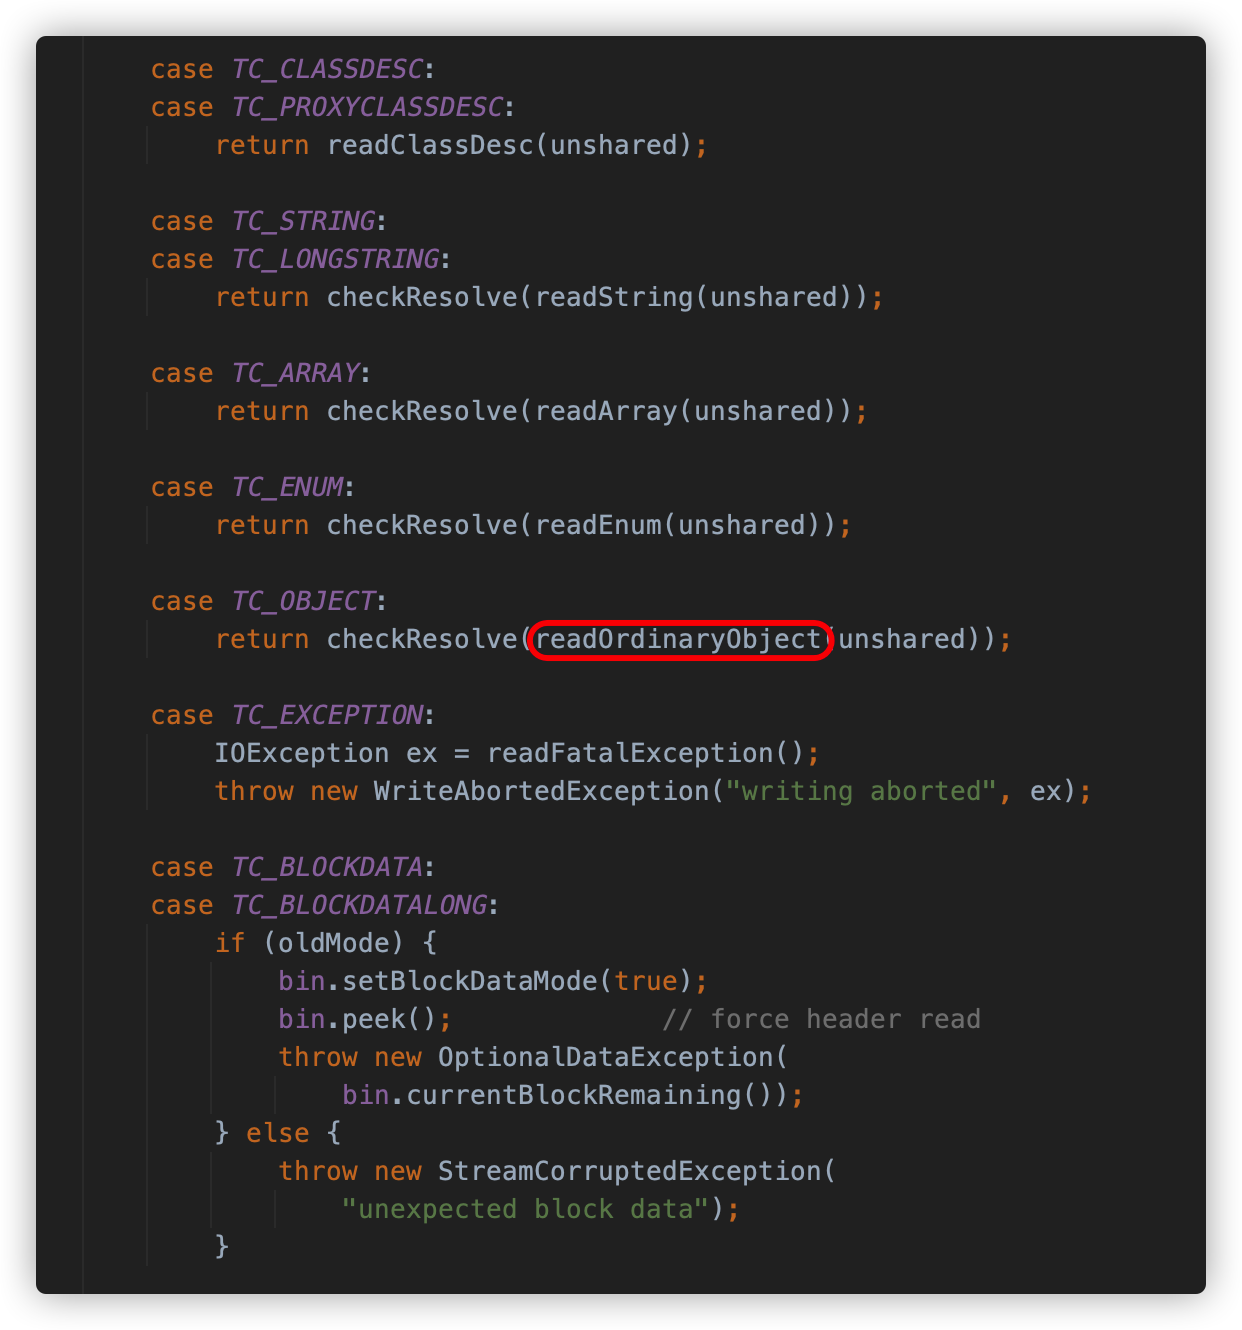 case TC_CLASSDESC:
case TC_PROXYCLASSDESC:
return readClassDesc(unshared);
case TC_STRING:
case TC_LONGSTRING:
return checkResolve(readString(unshared));
case TC_ARRAY:
return checkResolve(readArray(unshared));
case TC_ENUM:
return checkResolve(readEnum(unshared));
case TC_OBJECT:
return checkResolve(readOrdinaryObject(unshared));
case TC_EXCEPTION:
IOException ex = readFatalException();
throw new WriteAbortedException("writing aborted", ex);
case TC_BLOCKDATA:
case TC_BLOCKDATALONG:
if (oldMode) {
bin.setBlockDataMode(true);
bin.peek();             // force header read
throw new OptionalDataException(
bin.currentBlockRemaining());
} else {
throw new StreamCorruptedException(
"unexpected block data");
}